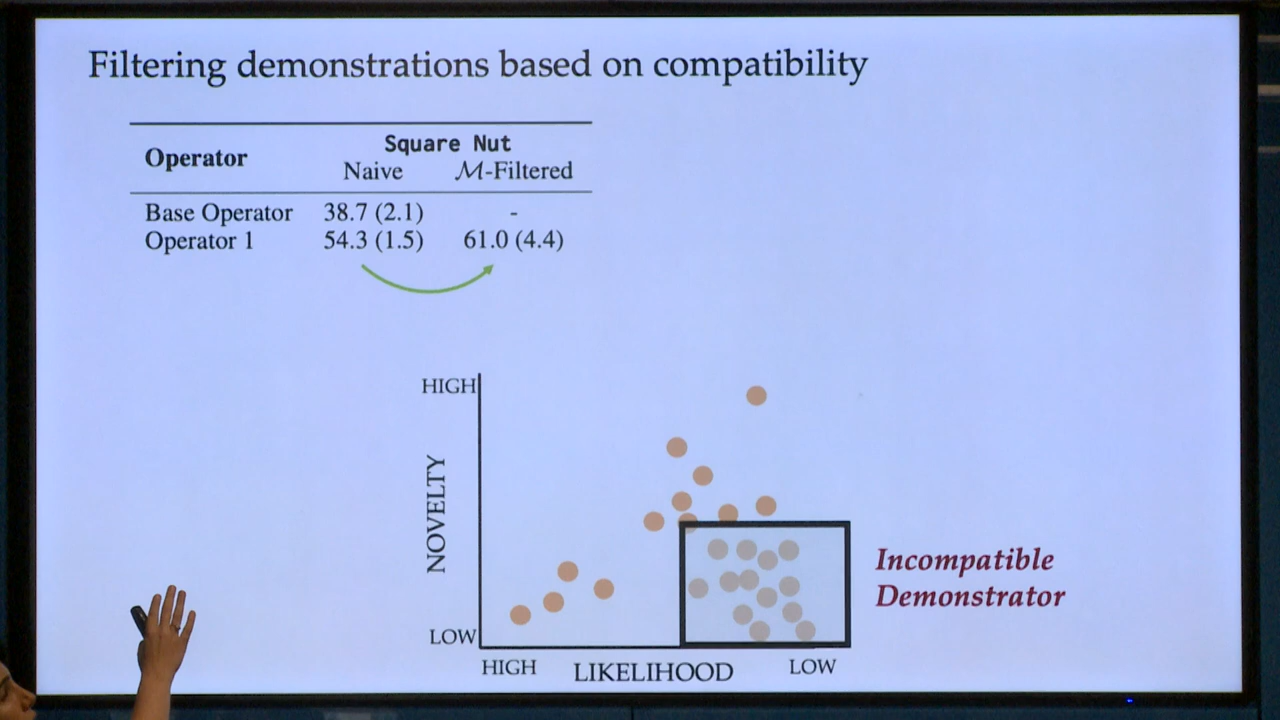 Filtering demonstrations based on compatibility
Square Nut
Operator
Naive ℳ-Filtered
Base Operator 38.7 (2.1) -
Operator 1 54.3 (1.5) 61.0 (4.4)
HIGH
NOVELTY
LOW
HIGH LIKELIHOOD LOW
Incompatible
Demonstrator